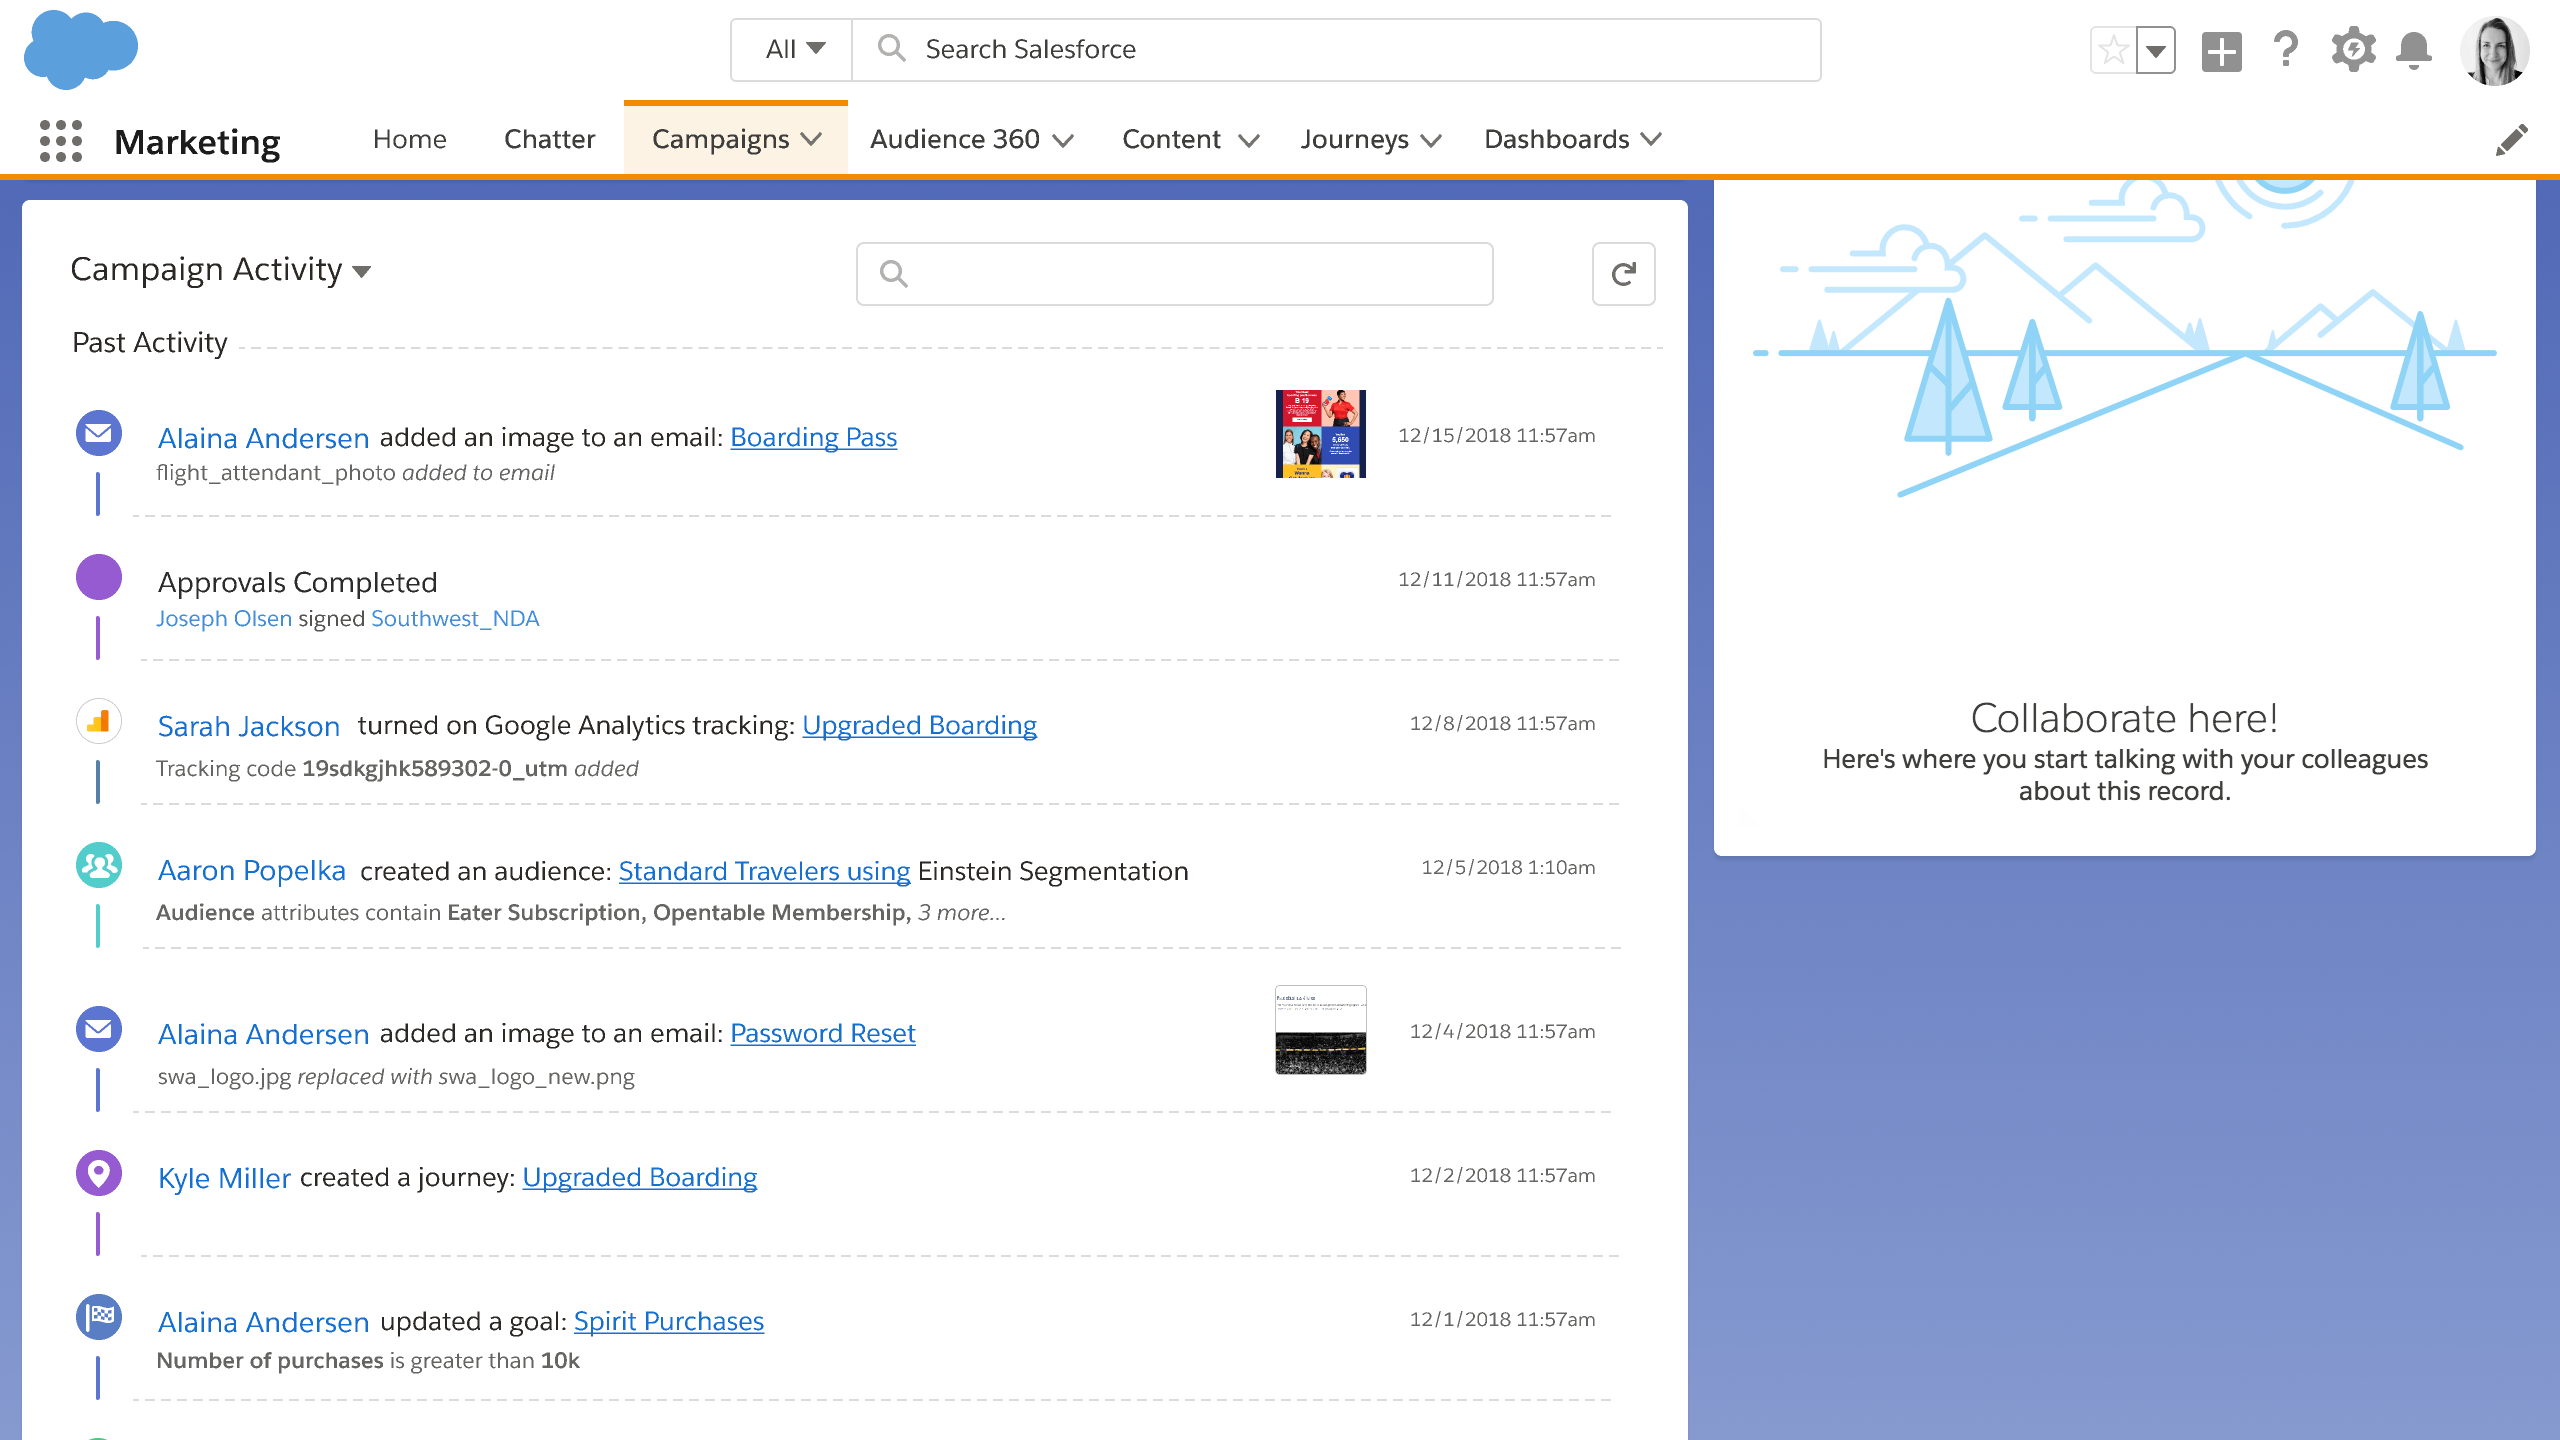 All
Search Salesforce
Marketing
Home
Chatter
Campaigns
Audience 360
Content
Journeys
Dashboards
Campaign Activity
Past Activity
Alaina Andersen added an image to an email: Boarding Pass
12/15/2018 11:57am
flight_attendant_photo added to email
Approvals Completed
12/11/2018 11:57am
Joseph Olsen signed Southwest_NDA
Sarah Jackson turned on Google Analytics tracking: Upgraded Boarding
12/8/2018 11:57am
Tracking code 19sdkgjhk589302-0_utm added
Aaron Popelka created an audience: Standard Travelers using Einstein Segmentation
12/5/2018 1:10am
Audience attributes contain Eater Subscription, Opentable Membership, 3 more...
Alaina Andersen added an image to an email: Password Reset
12/4/2018 11:57am
swa_logo.jpg replaced with swa_logo_new.png
Kyle Miller created a journey: Upgraded Boarding
12/2/2018 11:57am
Alaina Andersen updated a goal: Spirit Purchases
12/1/2018 11:57am
Number of purchases is greater than 10k
Collaborate here!
Here's where you start talking with your colleagues
about this record.
B 19
5,650